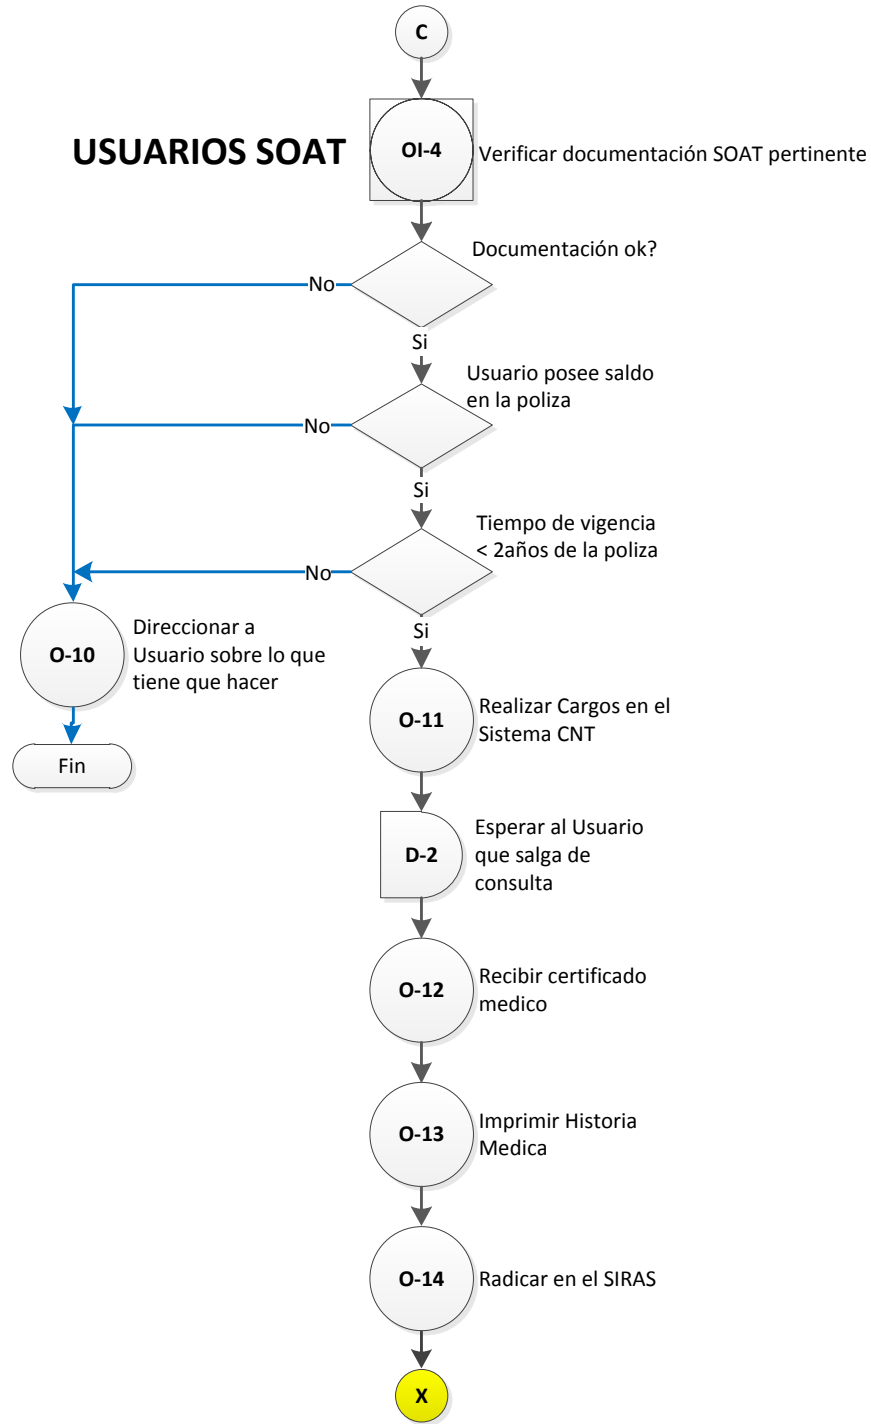 C
USUARIOS SOAT
OI-4
Verificar documentación SOAT pertinente
Documentación ok?
No
Si
Usuario posee saldo
en la poliza
No
Si
Tiempo de vigencia
< 2años de la poliza
No
Si
O-10
Direccionar a
Usuario sobre lo que
tiene que hacer
Fin
O-11
Realizar Cargos en el
Sistema CNT
D-2
Esperar al Usuario
que salga de
consulta
O-12
Recibir certificado
medico
O-13
Imprimir Historia
Medica
O-14
Radicar en el SIRAS
X